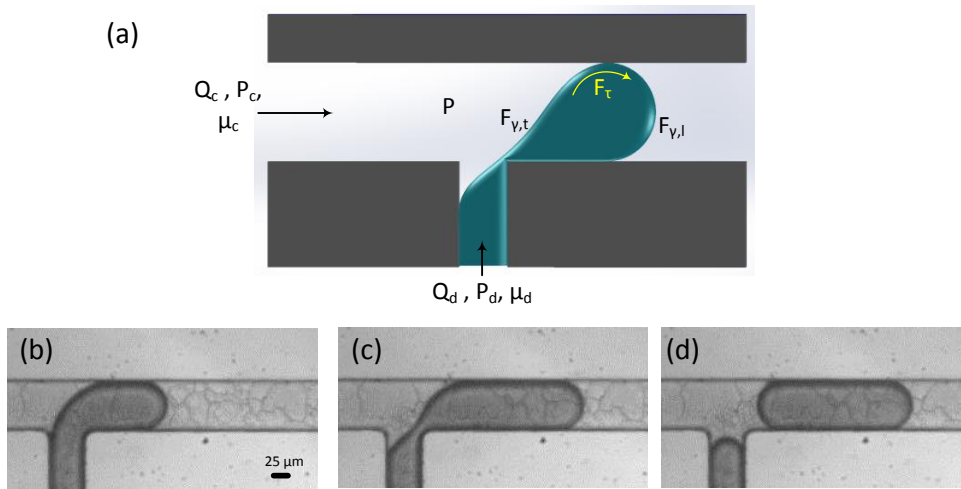 (a)
Q_c , P_c,
μ_c
P
F_γ,t
F_τ
F_γ,l
Q_d , P_d, μ_d
(b)
25 μm
(c)
(d)